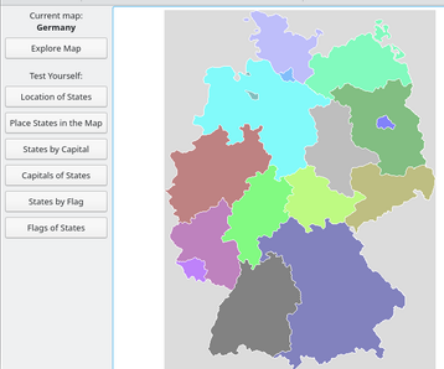 Current map:
Germany
Explore Map
Test Yourself:
Location of States
Place States in the Map
States by Capital
Capitals of States
States by Flag
Flags of States